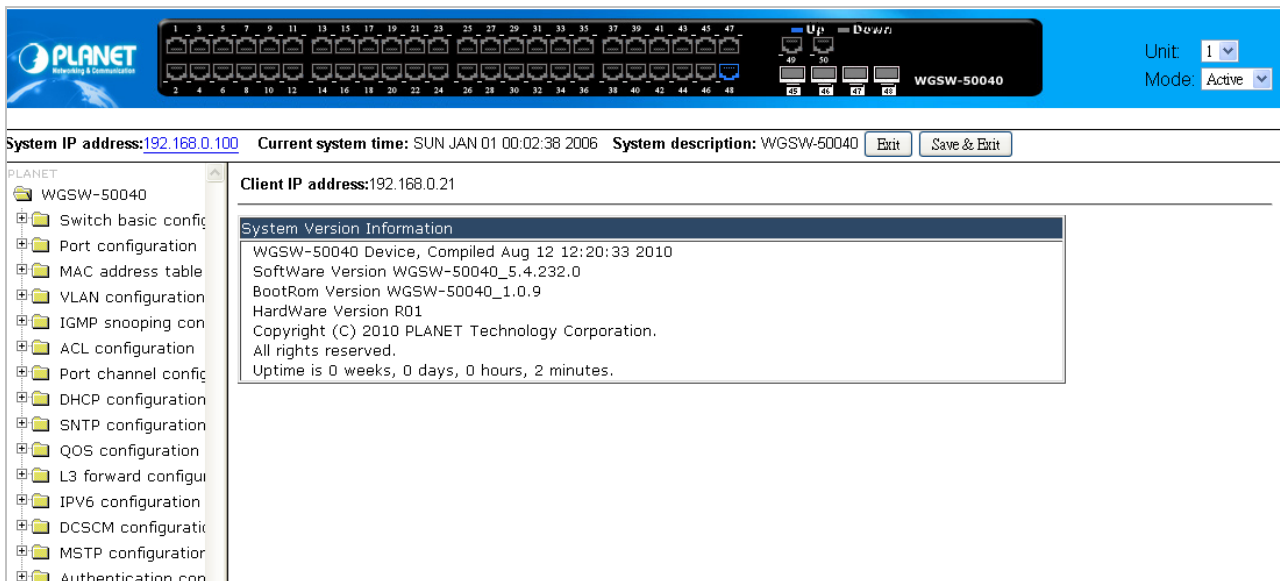 PLANET
Networking & Communication
1 3 5 7 9 11 13 15 17 19 21 23 25 27 29 31 33 35 37 39 41 43 45 47
Up Down
49 50
2 4 6 8 10 12 14 16 18 20 22 24 26 28 30 32 34 36 38 40 42 44 46 48
45 46 47 48
WGSW-50040
Unit: 1
Mode: Active
System IP address:192.168.0.100 Current system time: SUN JAN 01 00:02:38 2006 System description: WGSW-50040 Exit Save & Exit
PLANET
WGSW-50040
Switch basic config
Port configuration
MAC address table
VLAN configuration
IGMP snooping con
ACL configuration
Port channel config
DHCP configuration
SNTP configuration
QOS configuration
L3 forward configur
IPV6 configuration
DCSCM configuratio
MSTP configuration
Authentication con
Client IP address:192.168.0.21
System Version Information
WGSW-50040 Device, Compiled Aug 12 12:20:33 2010
SoftWare Version WGSW-50040_5.4.232.0
BootRom Version WGSW-50040_1.0.9
HardWare Version R01
Copyright (C) 2010 PLANET Technology Corporation.
All rights reserved.
Uptime is 0 weeks, 0 days, 0 hours, 2 minutes.